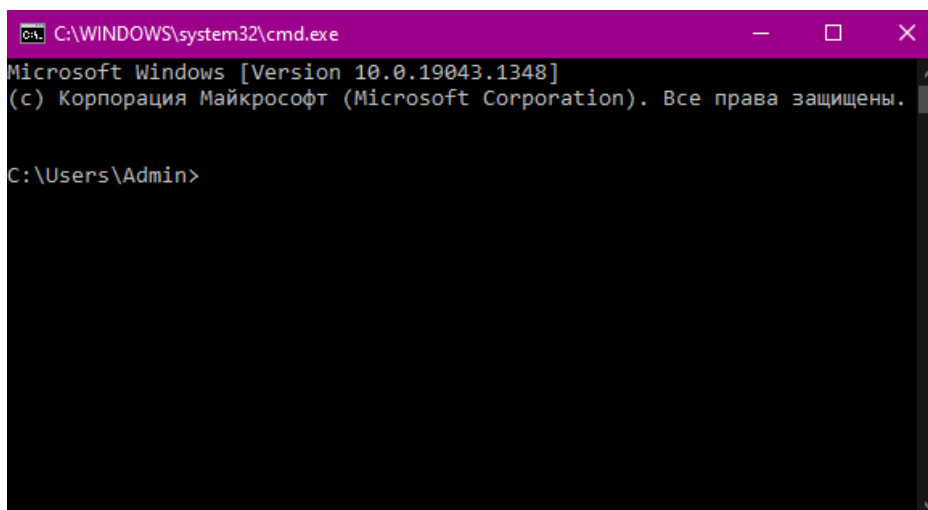 C:\WINDOWS\system32\cmd.exe
Microsoft Windows [Version 10.0.19043.1348]
(c) Корпорация Майкрософт (Microsoft Corporation). Все права защищены.
C:\Users\Admin>